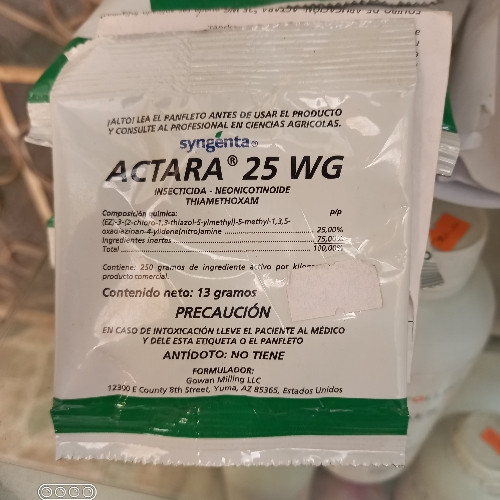 ¡ALTO! LEA EL PANFLETO ANTES DE USAR EL PRODUCTO
Y CONSULTE AL PROFESIONAL EN CIENCIAS AGRICOLAS.
syngenta®
ACTARA® 25 WG
INSECTICIDA - NEONICOTINOIDE
THIAMETHOXAM
Composición química: p/p
(EZ)-3-(2-chloro-1,3-thiazol-5-ylmethyl)-5-methyl-1,3,5-
oxadiazinan-4-ylidene(nitro)amine 25,00%
Ingredientes inertes 75,00%
Total 100,00%
Contiene: 250 gramos de ingrediente activo por
producto comercial.
Contenido neto: 13 gramos
PRECAUCIÓN
EN CASO DE INTOXICACIÓN LLEVE EL PACIENTE AL MÉDICO
Y DELE ESTA ETIQUETA O EL PANFLETO
ANTÍDOTO: NO TIENE
FORMULADOR:
Gowan Milling LLC
12300 E County 8th Street, Yuma, AZ 85365, Estados Unidos